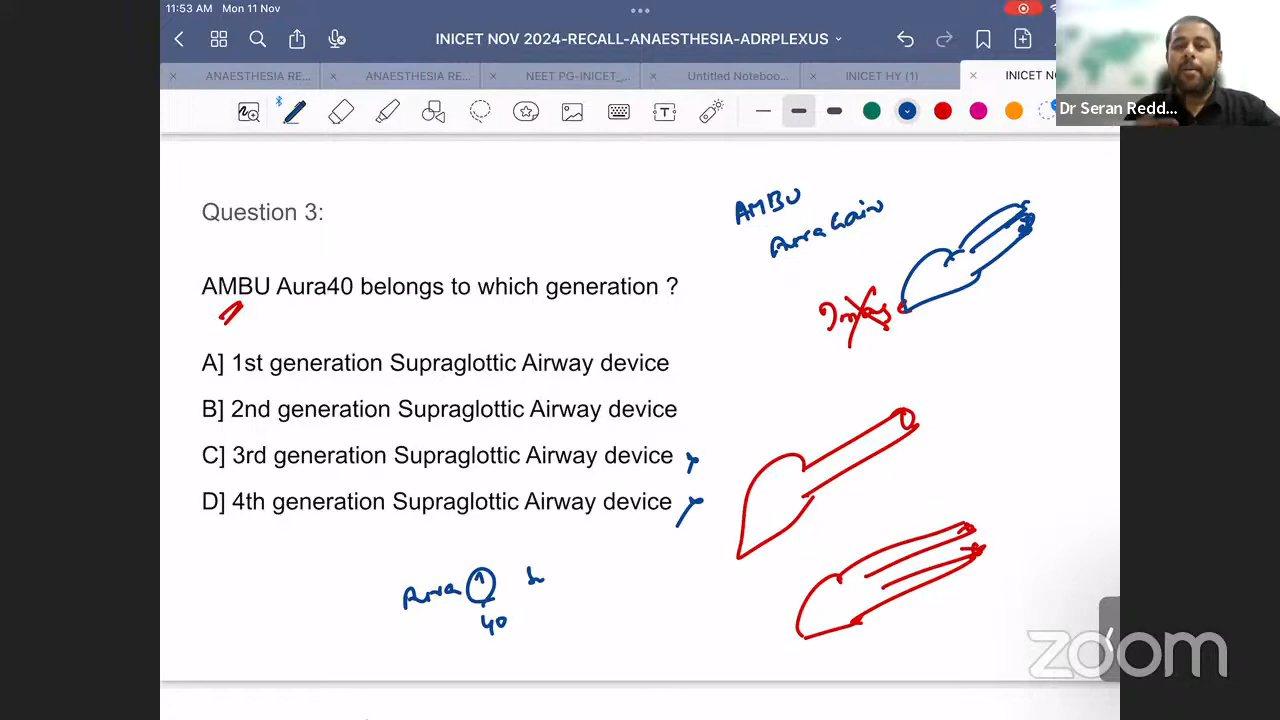 11:53 AM Mon 11 Nov
INICET NOV 2024-RECALL-ANAESTHESIA-ADRPLEXUS
ANAESTHESIA RE...
ANAESTHESIA RE...
NEET PG-INICET_...
Untitled Noteboo...
INICET HY (1)
INICET NO
Dr Seran Redd...
Question 3:
AMBU
AuraGain
AMBU Aura40 belongs to which generation ?
A] 1st generation Supraglottic Airway device
B] 2nd generation Supraglottic Airway device
C] 3rd generation Supraglottic Airway device
D] 4th generation Supraglottic Airway device
Aura
40
zoom